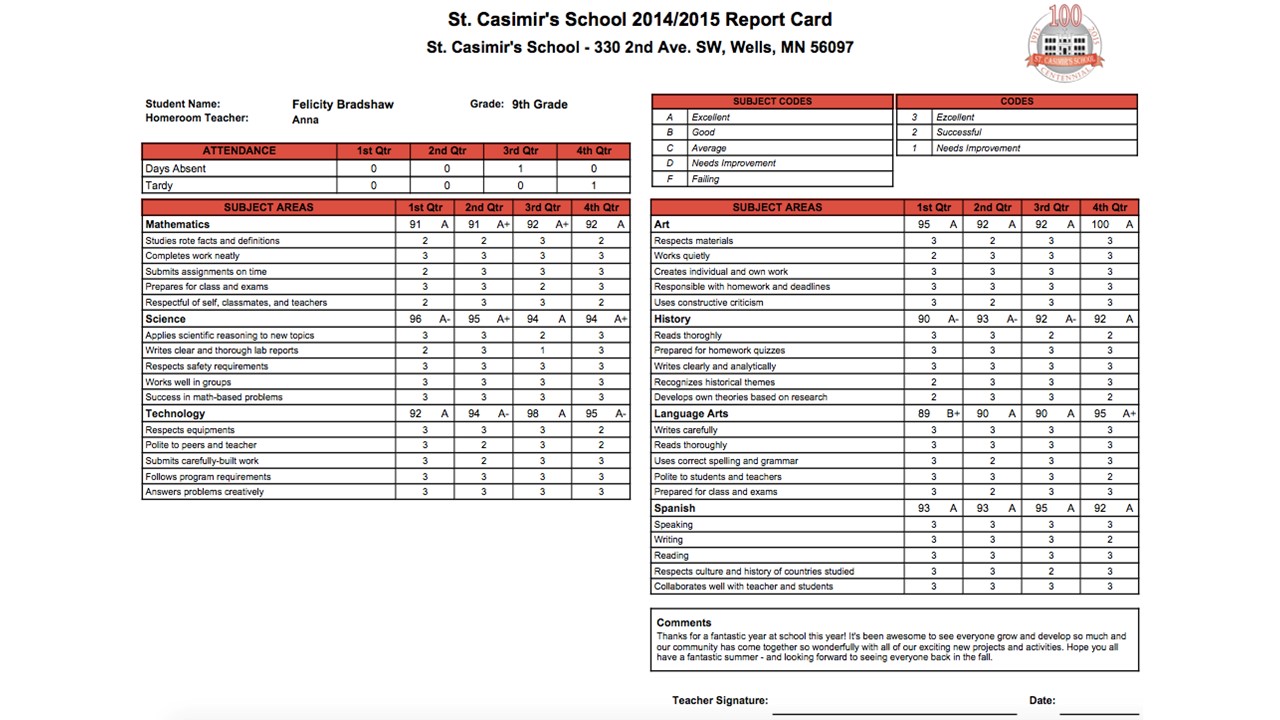 St. Casimir's School 2014/2015 Report Card
St. Casimir's School - 330 2nd Ave. SW, Wells, MN 56097
100
1915 2015
ST. CASIMIR'S SCHOOL
CENTENNIAL
Student Name: Felicity Bradshaw Grade: 9th Grade
Homeroom Teacher: Anna
ATTENDANCE 1st Qtr 2nd Qtr 3rd Qtr 4th Qtr
Days Absent 0 0 1 0
Tardy 0 0 0 1
SUBJECT CODES
A Excellent
B Good
C Average
D Needs Improvement
F Failing
CODES
3 Ezcellent
2 Successful
1 Needs Improvement
SUBJECT AREAS 1st Qtr 2nd Qtr 3rd Qtr 4th Qtr
Mathematics 91 A 91 A+ 92 A+ 92 A
Studies rote facts and definitions 2 2 3 2
Completes work neatly 3 3 3 3
Submits assignments on time 2 3 3 3
Prepares for class and exams 3 3 2 3
Respectful of self, classmates, and teachers 2 3 3 2
Science 96 A- 95 A+ 94 A 94 A+
Applies scientific reasoning to new topics 3 3 2 3
Writes clear and thorough lab reports 2 3 1 3
Respects safety requirements 3 3 3 3
Works well in groups 3 3 3 3
Success in math-based problems 3 3 3 3
Technology 92 A 94 A- 98 A 95 A-
Respects equipments 3 3 3 2
Polite to peers and teacher 3 2 3 2
Submits carefully-built work 3 2 3 3
Follows program requirements 3 3 3 3
Answers problems creatively 3 3 3 3
SUBJECT AREAS 1st Qtr 2nd Qtr 3rd Qtr 4th Qtr
Art 95 A 92 A 92 A 100 A
Respects materials 3 2 3 3
Works quietly 2 3 3 3
Creates individual and own work 3 3 3 3
Responsible with homework and deadlines 3 3 3 3
Uses constructive criticism 3 2 3 3
History 90 A- 93 A- 92 A- 92 A
Reads thoroghly 3 3 2 2
Prepared for homework quizzes 3 3 3 3
Writes clearly and analytically 3 3 3 3
Recognizes historical themes 2 3 3 3
Develops own theories based on research 2 3 3 2
Language Arts 89 B+ 90 A 90 A 95 A+
Writes carefully 3 3 3 3
Reads thoroughly 3 3 3 3
Uses correct spelling and grammar 3 2 3 3
Polite to students and teachers 3 3 3 2
Prepared for class and exams 3 2 3 3
Spanish 93 A 93 A 95 A 92 A
Speaking 3 3 3 3
Writing 3 3 3 2
Reading 3 3 3 3
Respects culture and history of countries studied 3 3 2 3
Collaborates well with teacher and students 3 3 3 3
Comments
Thanks for a fantastic year at school this year! It's been awesome to see everyone grow and develop so much and
our community has come together so wonderfully with all of our exciting new projects and activities. Hope you all
have a fantastic summer - and looking forward to seeing everyone back in the fall.
Teacher Signature: Date: